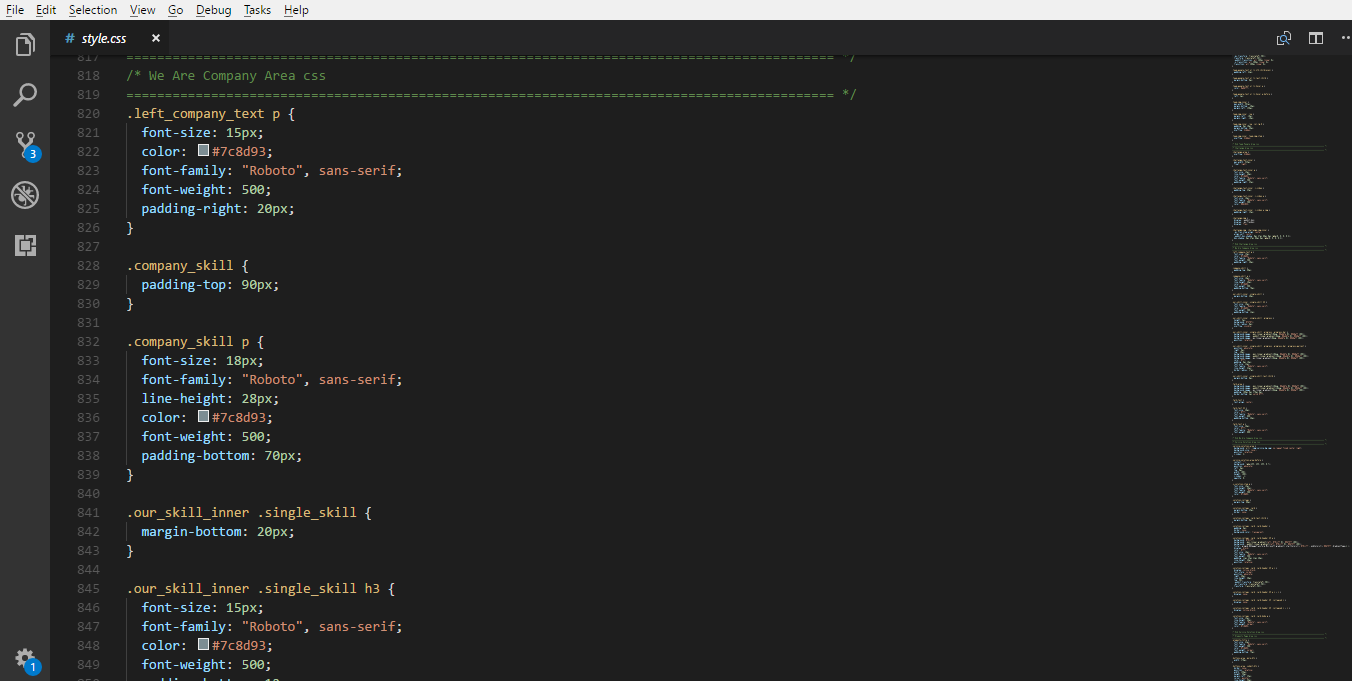 File Edit Selection View Go Debug Tasks Help
# style.css ×
817 ============================================================================================ */
818 /* We Are Company Area css
819 ============================================================================================ */
820 .left_company_text p {
821 font-size: 15px;
822 color: #7c8d93;
823 font-family: "Roboto", sans-serif;
824 font-weight: 500;
825 padding-right: 20px;
826 }
827
828 .company_skill {
829 padding-top: 90px;
830 }
831
832 .company_skill p {
833 font-size: 18px;
834 font-family: "Roboto", sans-serif;
835 line-height: 28px;
836 color: #7c8d93;
837 font-weight: 500;
838 padding-bottom: 70px;
839 }
840
841 .our_skill_inner .single_skill {
842 margin-bottom: 20px;
843 }
844
845 .our_skill_inner .single_skill h3 {
846 font-size: 15px;
847 font-family: "Roboto", sans-serif;
848 color: #7c8d93;
849 font-weight: 500;
3
1